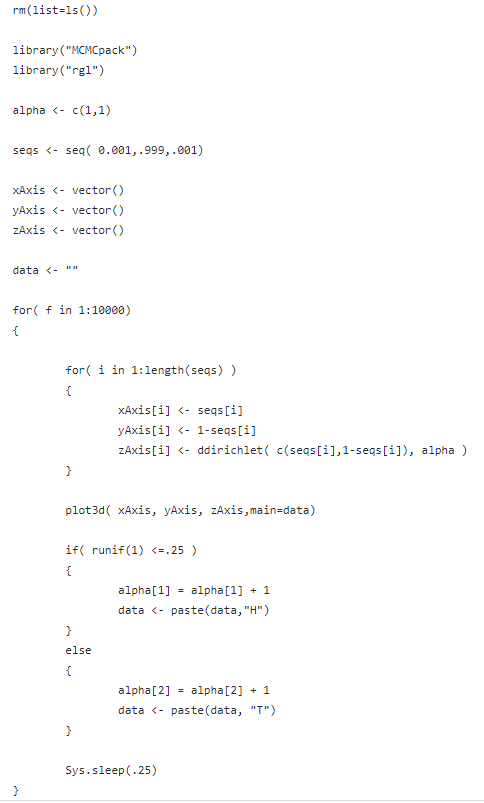 rm(list=ls())
library("MCMCpack")
library("rgl")
alpha <- c(1,1)
seqs <- seq( 0.001,.999,.001)
xAxis <- vector()
yAxis <- vector()
zAxis <- vector()
data <- ""
for( f in 1:10000)
{
for( i in 1:length(seqs) )
{
xAxis[i] <- seqs[i]
yAxis[i] <- 1-seqs[i]
zAxis[i] <- ddirichlet( c(seqs[i],1-seqs[i]), alpha )
}
plot3d( xAxis, yAxis, zAxis,main=data)
if( runif(1) <=.25 )
{
alpha[1] = alpha[1] + 1
data <- paste(data,"H")
}
else
{
alpha[2] = alpha[2] + 1
data <- paste(data, "T")
}
Sys.sleep(.25)
}